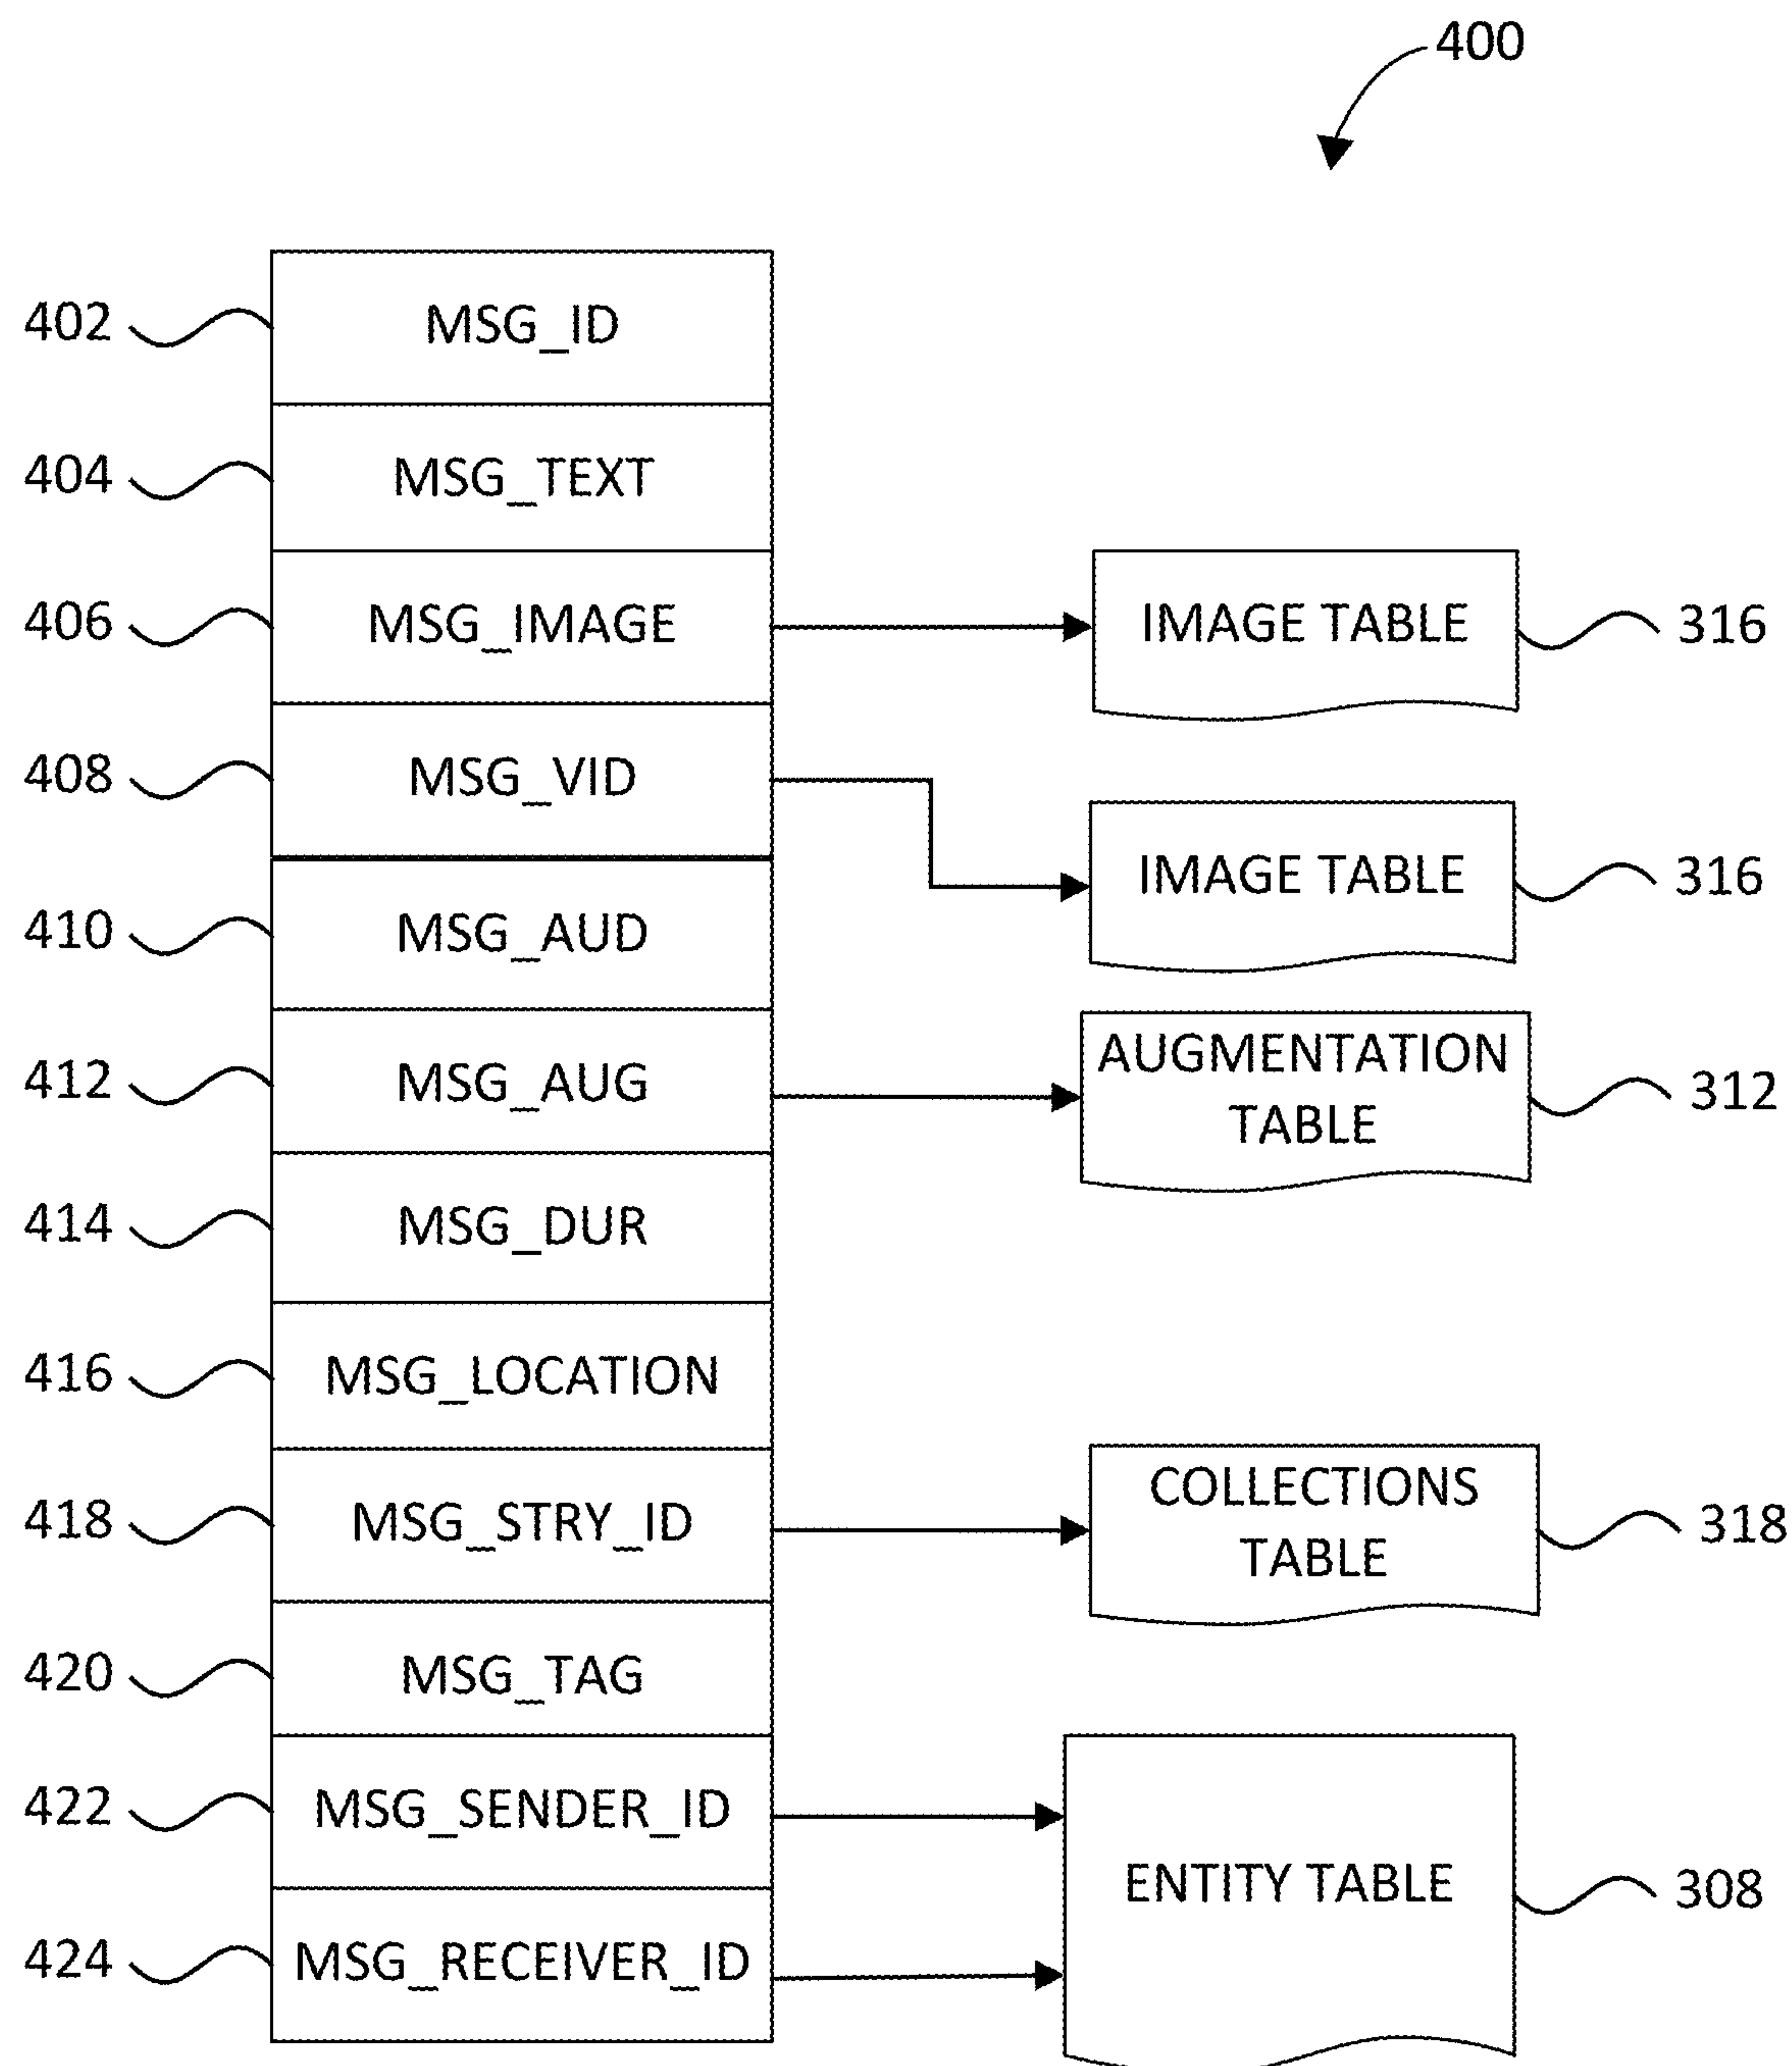 400
402 MSG_ID
404 MSG_TEXT
406 MSG_IMAGE IMAGE TABLE 316
408 MSG_VID
IMAGE TABLE 316
410 MSG_AUD
412 MSG_AUG AUGMENTATION
TABLE 312
414 MSG_DUR
416 MSG_LOCATION
418 MSG_STRY_ID COLLECTIONS
TABLE 318
420 MSG_TAG
422 MSG_SENDER_ID
ENTITY TABLE 308
424 MSG_RECEIVER_ID